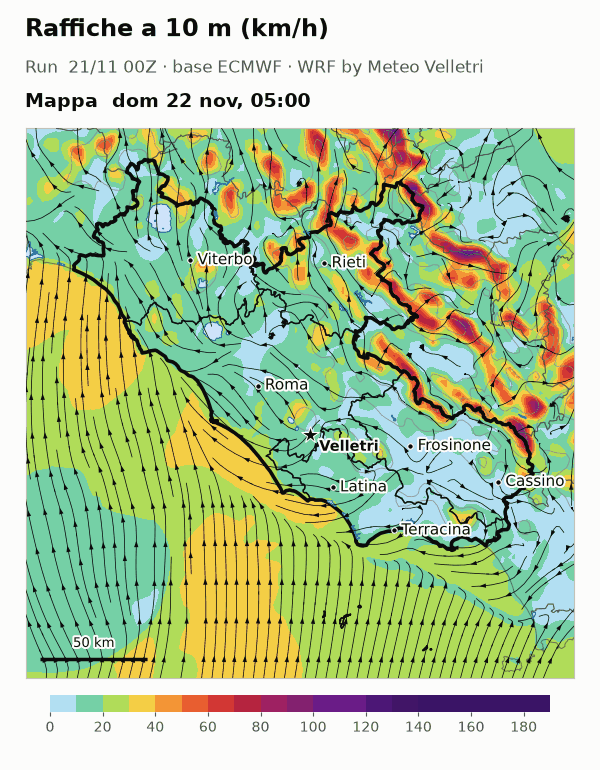 Raffiche a 10 m (km/h)
Run 21/11 00Z · base ECMWF · WRF by Meteo Velletri
Mappa dom 22 nov, 05:00
Viterbo
Rieti
Roma
Velletri
Frosinone
Cassino
Latina
Terracina
50 km
0 20 40 60 80 100 120 140 160 180